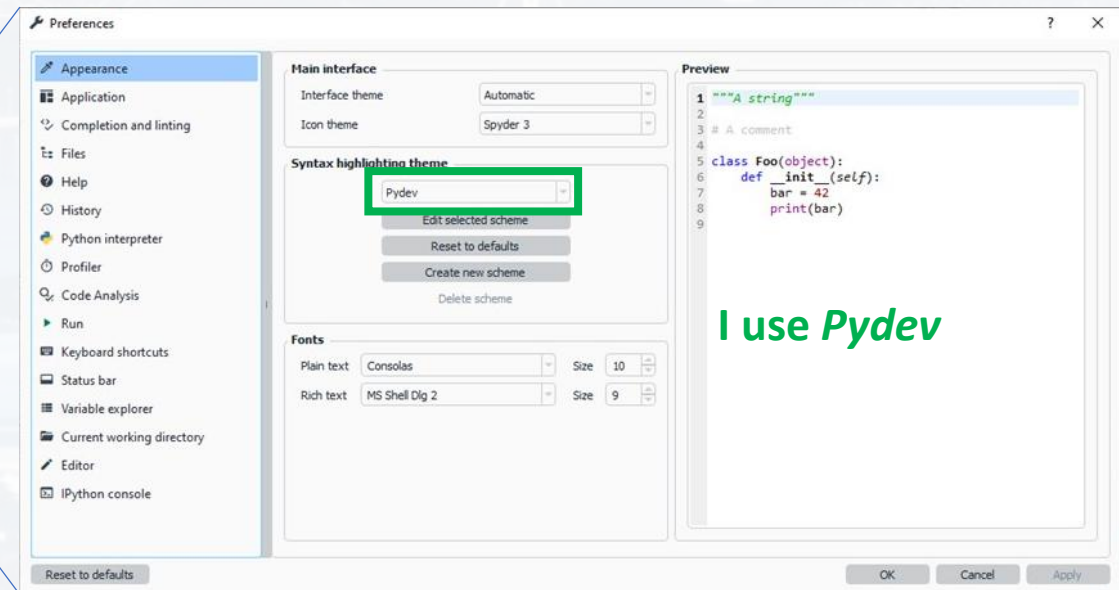 Preferences
? ×
Appearance
Application
Completion and linting
Files
Help
History
Python interpreter
Profiler
Code Analysis
Run
Keyboard shortcuts
Status bar
Variable explorer
Current working directory
Editor
IPython console
Main interface
Interface theme Automatic
Icon theme Spyder 3
Syntax highlighting theme
Pydev
Edit selected scheme
Reset to defaults
Create new scheme
Delete scheme
Fonts
Plain text Consolas Size 10
Rich text MS Shell Dlg 2 Size 9
Preview
1 """A string"""
2
3 # A comment
4
5 class Foo(object):
6     def __init__(self):
7         bar = 42
8         print(bar)
9
I use Pydev
Reset to defaults
OK Cancel Apply